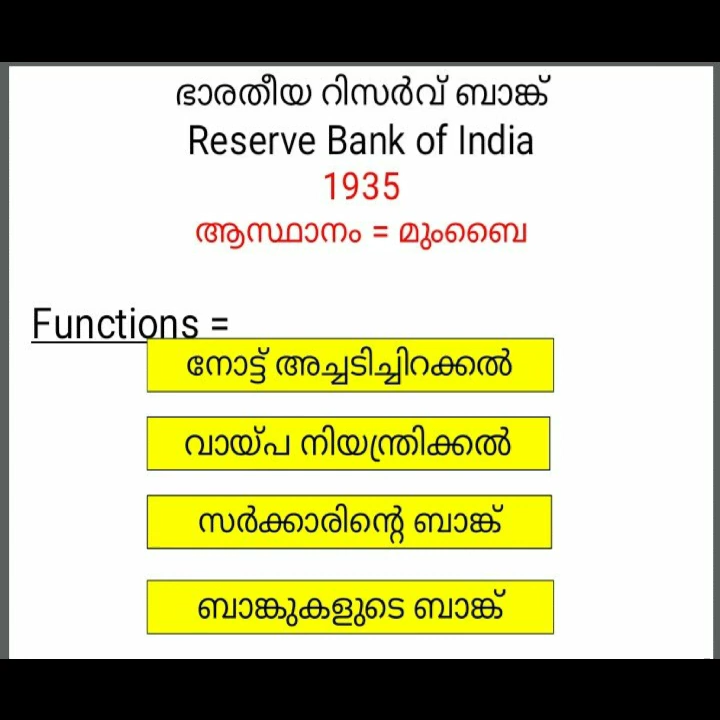 ഭാരതീയ റിസർവ് ബാങ്ക്
Reserve Bank of India
1935
ആസ്ഥാനം = മുംബൈ
Functions =
നോട്ട് അച്ചടിച്ചിറക്കൽ
വായ്പ നിയന്ത്രിക്കൽ
സർക്കാരിന്റെ ബാങ്ക്
ബാങ്കുകളുടെ ബാങ്ക്